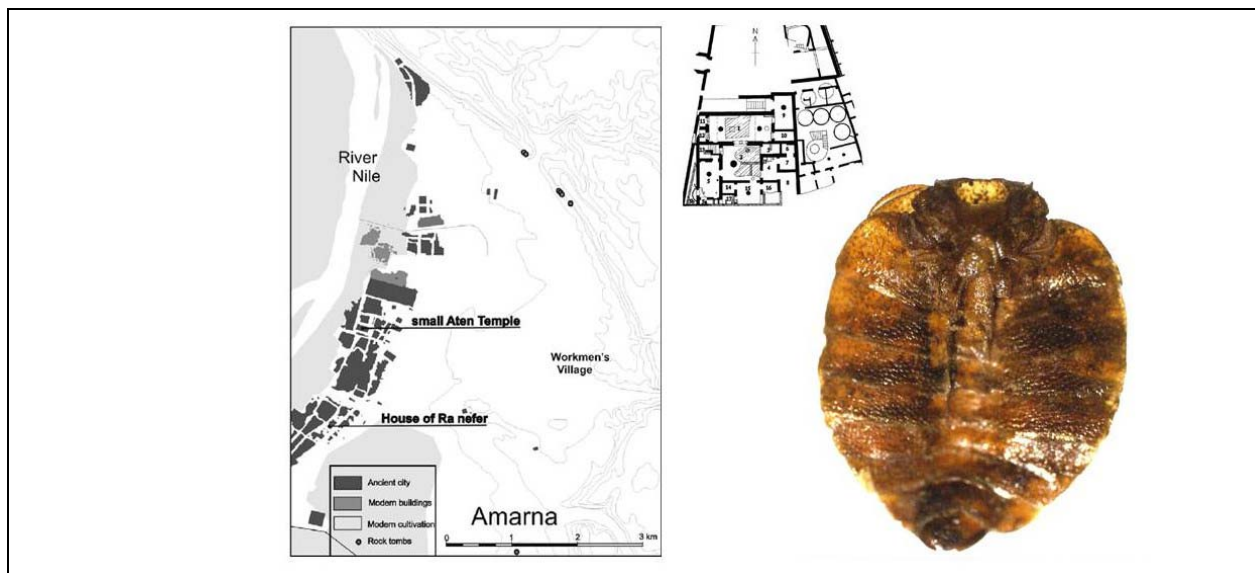 River
Nile
small Aten Temple
Workmen's
Village
House of Ra nefer
Ancient city
Modern buildings
Modern cultivation
Rock tombs
Amarna
0 1 2 3 km
N